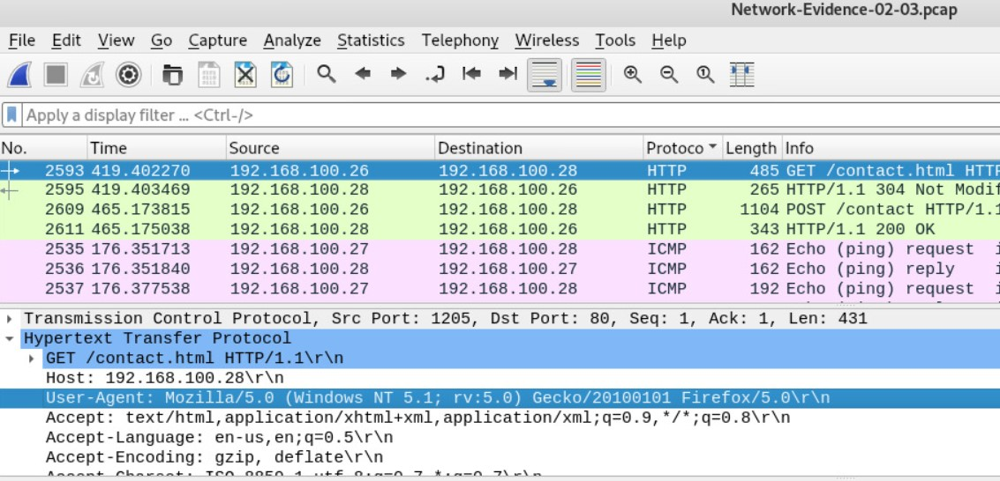 Network-Evidence-02-03.pcap
File Edit View Go Capture Analyze Statistics Telephony Wireless Tools Help
Apply a display filter ... <Ctrl-/>
No. Time Source Destination Protoco Length Info
2593 419.402270 192.168.100.26 192.168.100.28 HTTP 485 GET /contact.html HTTP
2595 419.403469 192.168.100.28 192.168.100.26 HTTP 265 HTTP/1.1 304 Not Modif
2609 465.173815 192.168.100.26 192.168.100.28 HTTP 1104 POST /contact HTTP/1.1
2611 465.175038 192.168.100.28 192.168.100.26 HTTP 343 HTTP/1.1 200 OK
2535 176.351713 192.168.100.27 192.168.100.28 ICMP 162 Echo (ping) request i
2536 176.351840 192.168.100.28 192.168.100.27 ICMP 162 Echo (ping) reply i
2537 176.377538 192.168.100.27 192.168.100.28 ICMP 192 Echo (ping) request i
Transmission Control Protocol, Src Port: 1205, Dst Port: 80, Seq: 1, Ack: 1, Len: 431
Hypertext Transfer Protocol
GET /contact.html HTTP/1.1\r\n
Host: 192.168.100.28\r\n
User-Agent: Mozilla/5.0 (Windows NT 5.1; rv:5.0) Gecko/20100101 Firefox/5.0\r\n
Accept: text/html,application/xhtml+xml,application/xml;q=0.9,*/*;q=0.8\r\n
Accept-Language: en-us,en;q=0.5\r\n
Accept-Encoding: gzip, deflate\r\n
Accept-Charset: ISO-8859-1,utf-8;q=0.7,*;q=0.7\r\n